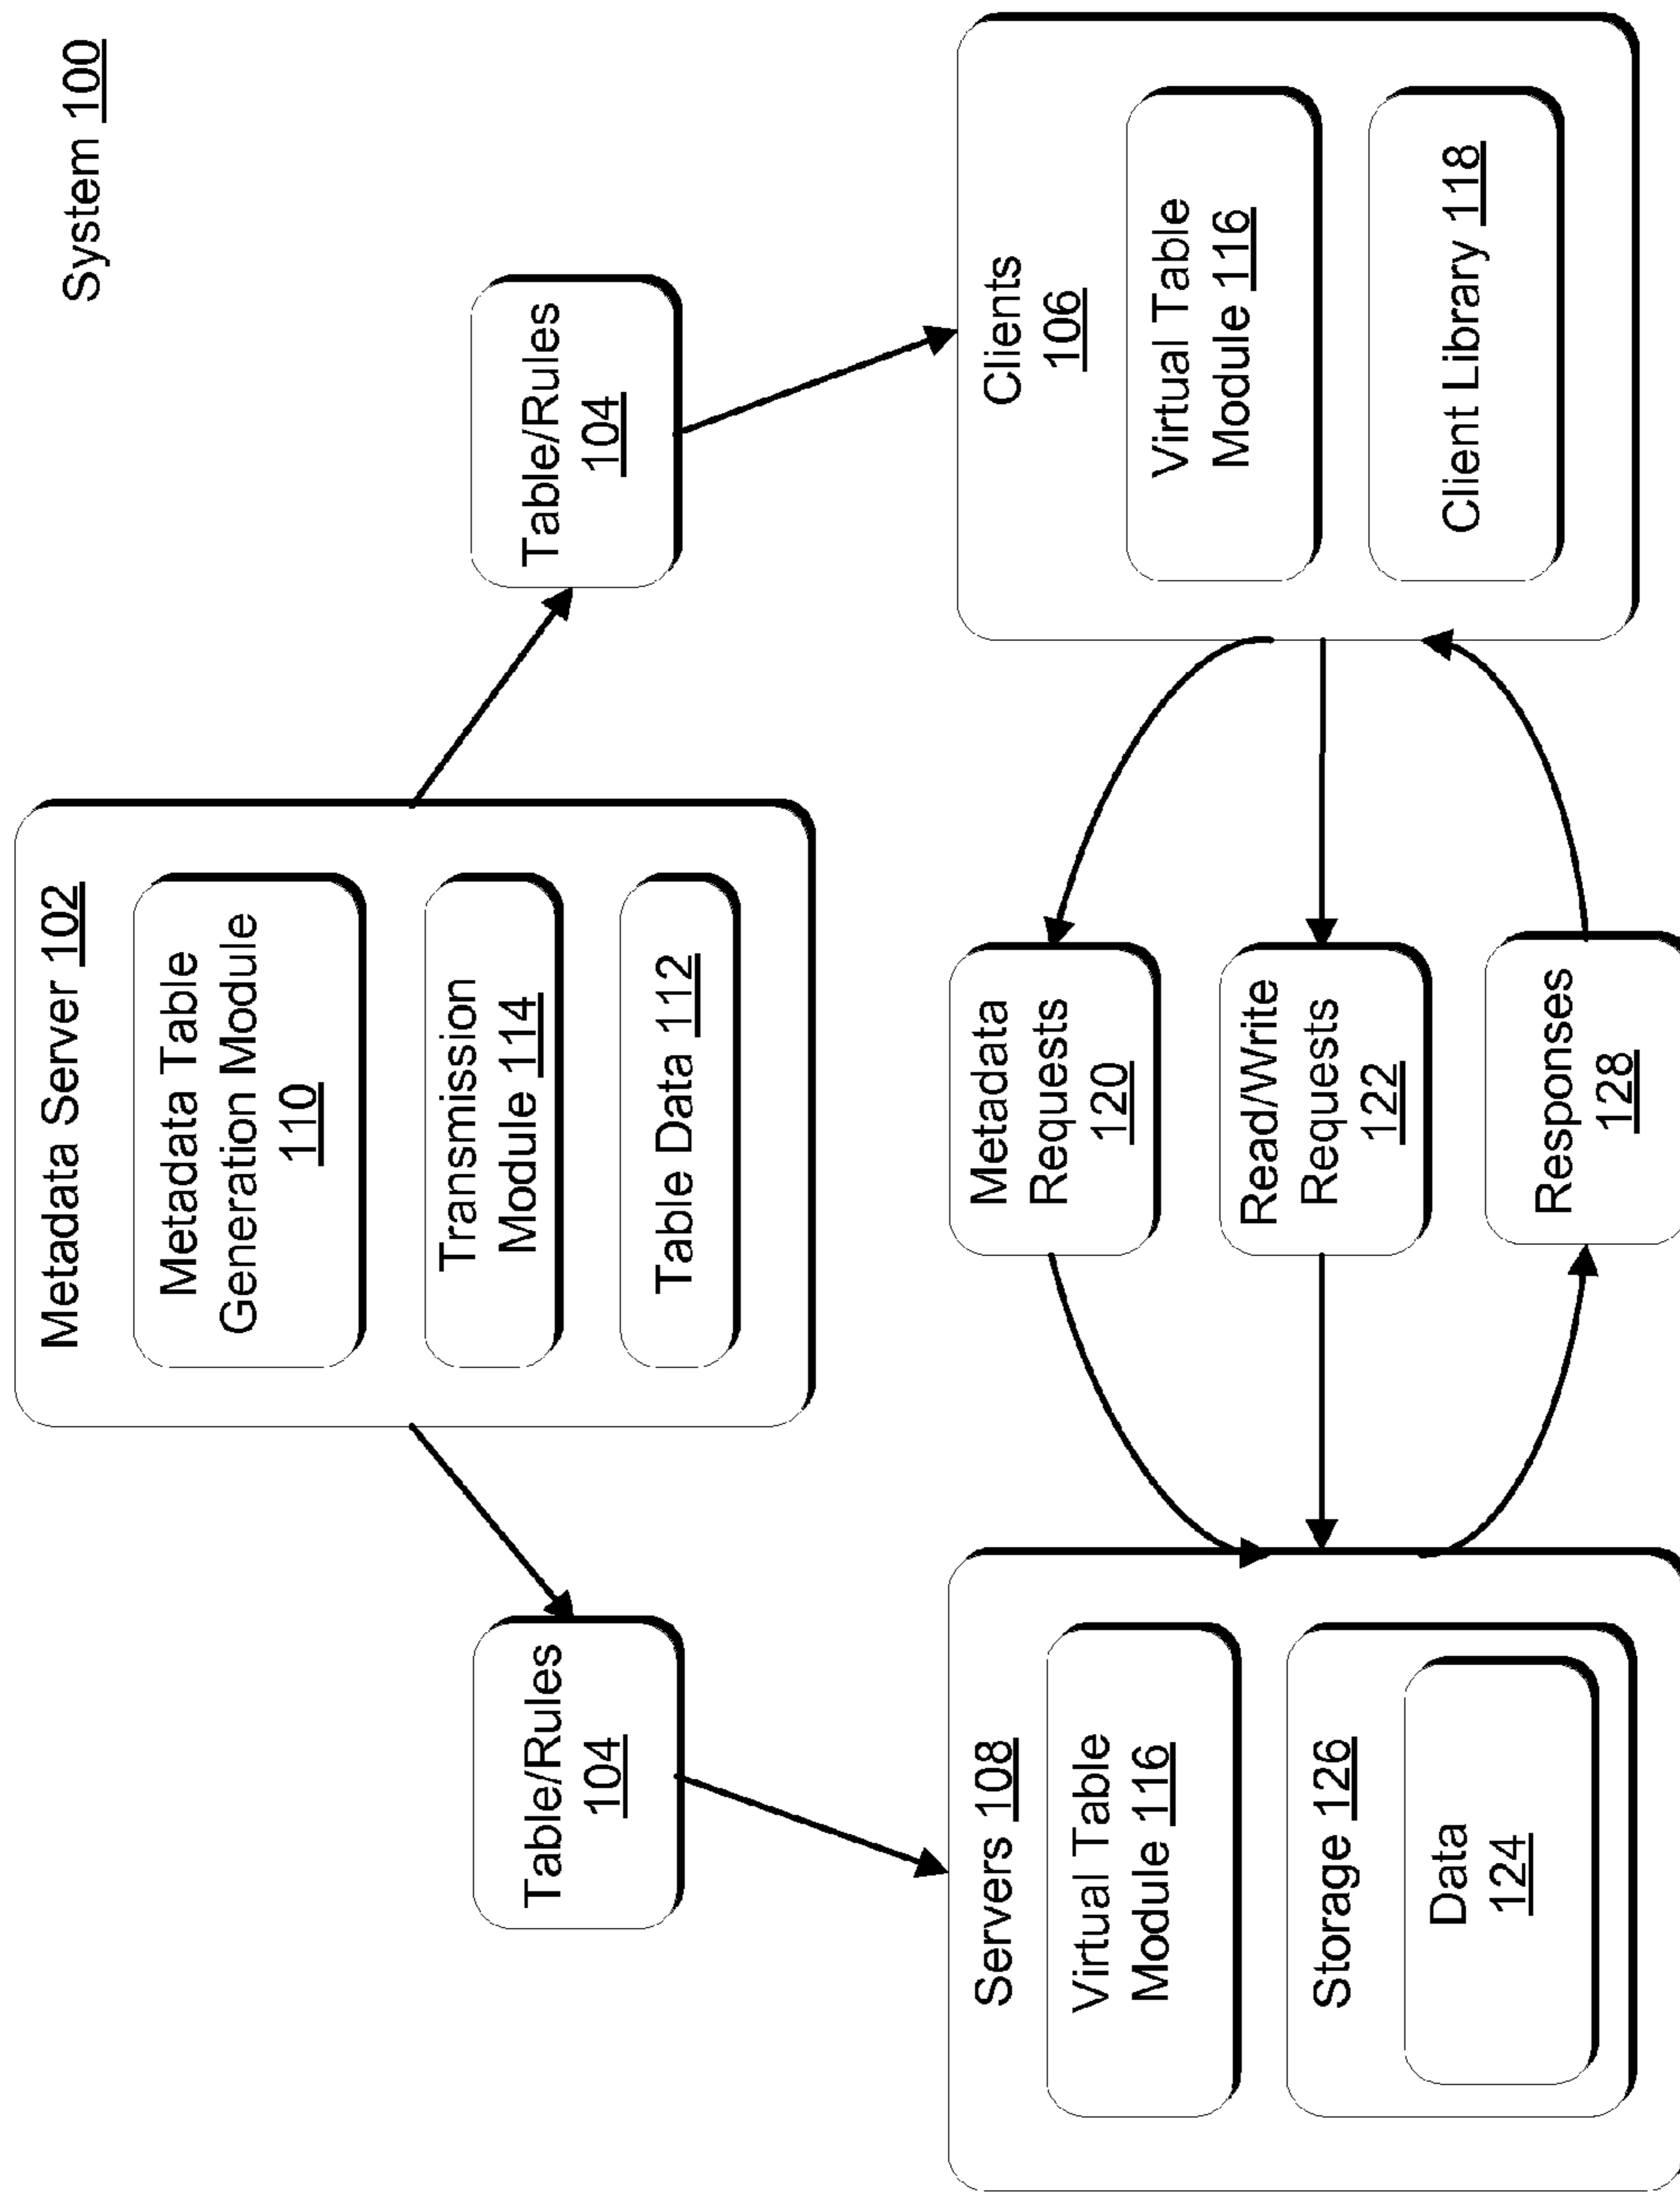 System 100
Metadata Server 102
Metadata Table
Generation Module
110
Transmission
Module 114
Table Data 112
Table/Rules
104
Table/Rules
104
Servers 108
Virtual Table
Module 116
Storage 126
Data
124
Metadata
Requests
120
Read/Write
Requests
122
Responses
128
Clients
106
Virtual Table
Module 116
Client Library 118